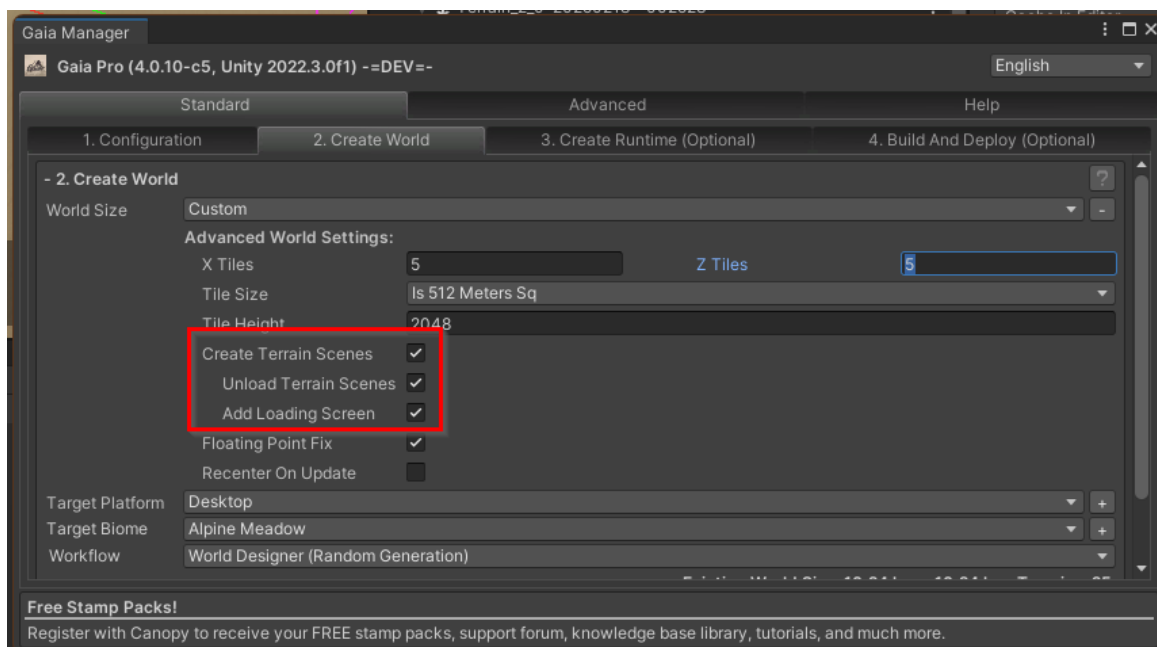 Gaia Manager
Gaia Pro (4.0.10-c5, Unity 2022.3.0f1) -=DEV=- English
Standard Advanced Help
1. Configuration 2. Create World 3. Create Runtime (Optional) 4. Build And Deploy (Optional)
- 2. Create World ?
World Size Custom -
Advanced World Settings:
X Tiles 5 Z Tiles 5
Tile Size Is 512 Meters Sq
Tile Height 2048
Create Terrain Scenes
Unload Terrain Scenes
Add Loading Screen
Floating Point Fix
Recenter On Update
Target Platform Desktop +
Target Biome Alpine Meadow +
Workflow World Designer (Random Generation)
Free Stamp Packs!
Register with Canopy to receive your FREE stamp packs, support forum, knowledge base library, tutorials, and much more.